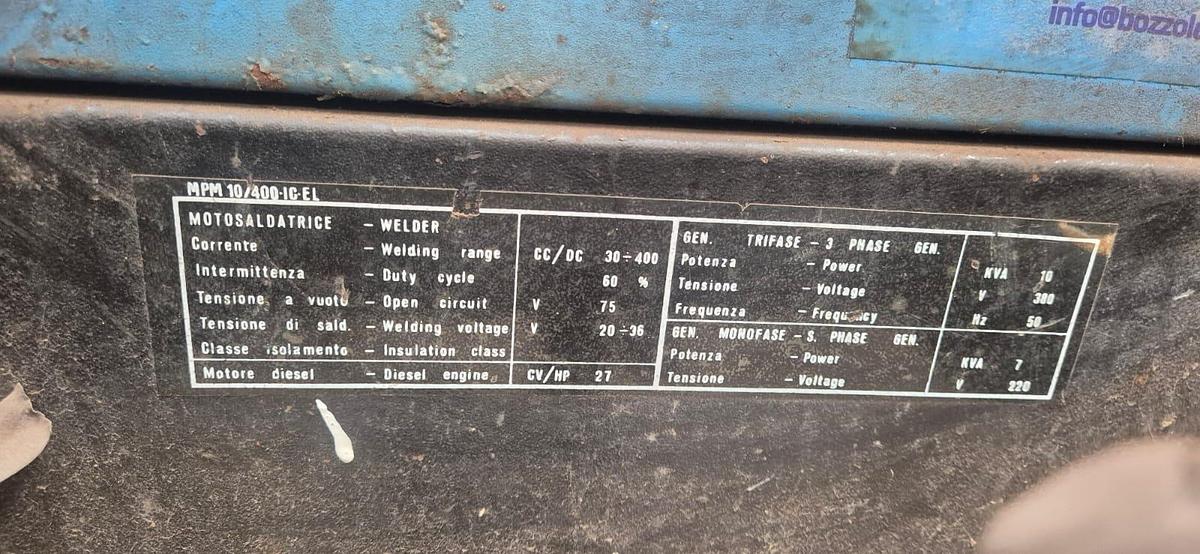 info@bozzol
MPM 10/400-IC-EL
MOTOSALDATRICE - WELDER
Corrente - Welding range CC/DC 30÷400
Intermittenza - Duty cycle 60 %
Tensione a vuoto - Open circuit V 75
Tensione di sald. - Welding voltage V 20÷36
Classe isolamento - Insulation class
Motore diesel - Diesel engine CV/HP 27
GEN. TRIFASE - 3 PHASE GEN.
Potenza - Power KVA 10
Tensione - Voltage V 380
Frequenza - Frequency Hz 50
GEN. MONOFASE - S. PHASE GEN.
Potenza - Power KVA 7
Tensione - Voltage V 220